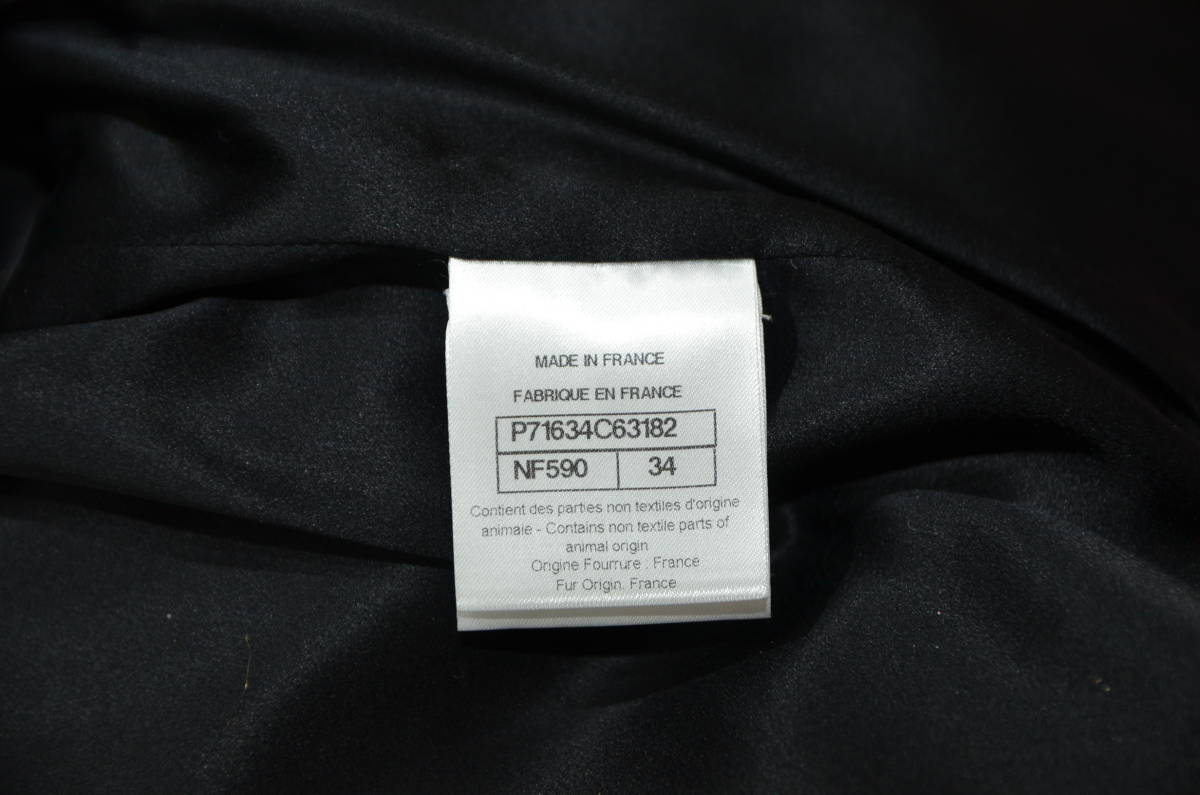 MADE IN FRANCE
FABRIQUE EN FRANCE
P71634C63182
NF590 34
Contient des parties non textiles d'origine
animale - Contains non textile parts of
animal origin
Origine Fourrure : France
Fur Origin. France